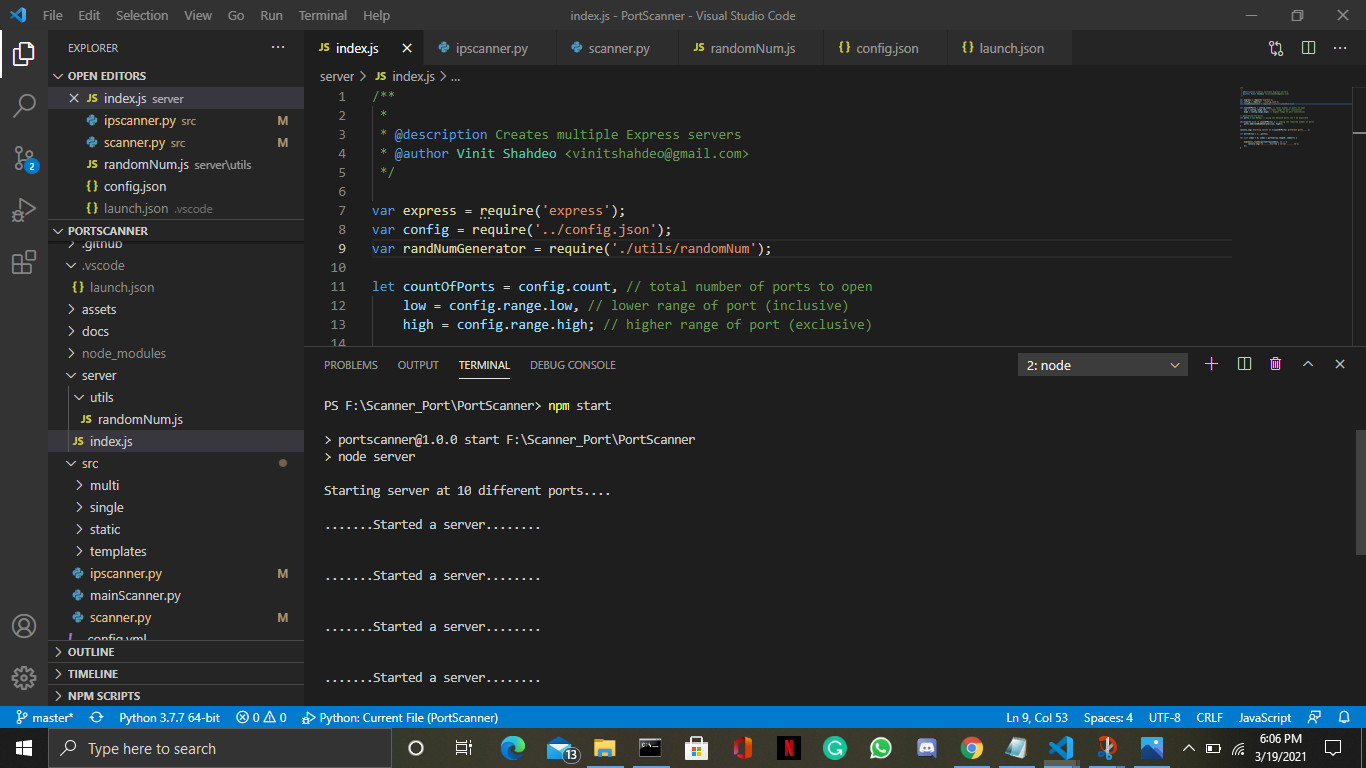 File Edit Selection View Go Run Terminal Help index.js - PortScanner - Visual Studio Code
EXPLORER ...
OPEN EDITORS
JS index.js server
ipscanner.py src M
scanner.py src M
JS randomNum.js server\utils
{} config.json
{} launch.json .vscode
PORTSCANNER
.github
.vscode
{} launch.json
assets
docs
node_modules
server
utils
JS randomNum.js
JS index.js
src
multi
single
static
templates
ipscanner.py M
mainScanner.py
scanner.py M
config.yml
OUTLINE
TIMELINE
NPM SCRIPTS
2
JS index.js ipscanner.py scanner.py JS randomNum.js {} config.json {} launch.json
server > JS index.js > ...
1 /**
2 *
3 * @description Creates multiple Express servers
4 * @author Vinit Shahdeo <vinitshahdeo@gmail.com>
5 */
6
7 var express = require('express');
8 var config = require('../config.json');
9 var randNumGenerator = require('./utils/randomNum');
10
11 let countOfPorts = config.count, // total number of ports to open
12 low = config.range.low, // lower range of port (inclusive)
13 high = config.range.high; // higher range of port (exclusive)
14
PROBLEMS OUTPUT TERMINAL DEBUG CONSOLE 2: node
PS F:\Scanner_Port\PortScanner> npm start
> portscanner@1.0.0 start F:\Scanner_Port\PortScanner
> node server
Starting server at 10 different ports....
.......Started a server........
.......Started a server........
.......Started a server........
.......Started a server........
master* Python 3.7.7 64-bit 0 0 Python: Current File (PortScanner) Ln 9, Col 53 Spaces: 4 UTF-8 CRLF JavaScript
Type here to search 13 6:06 PM
3/19/2021